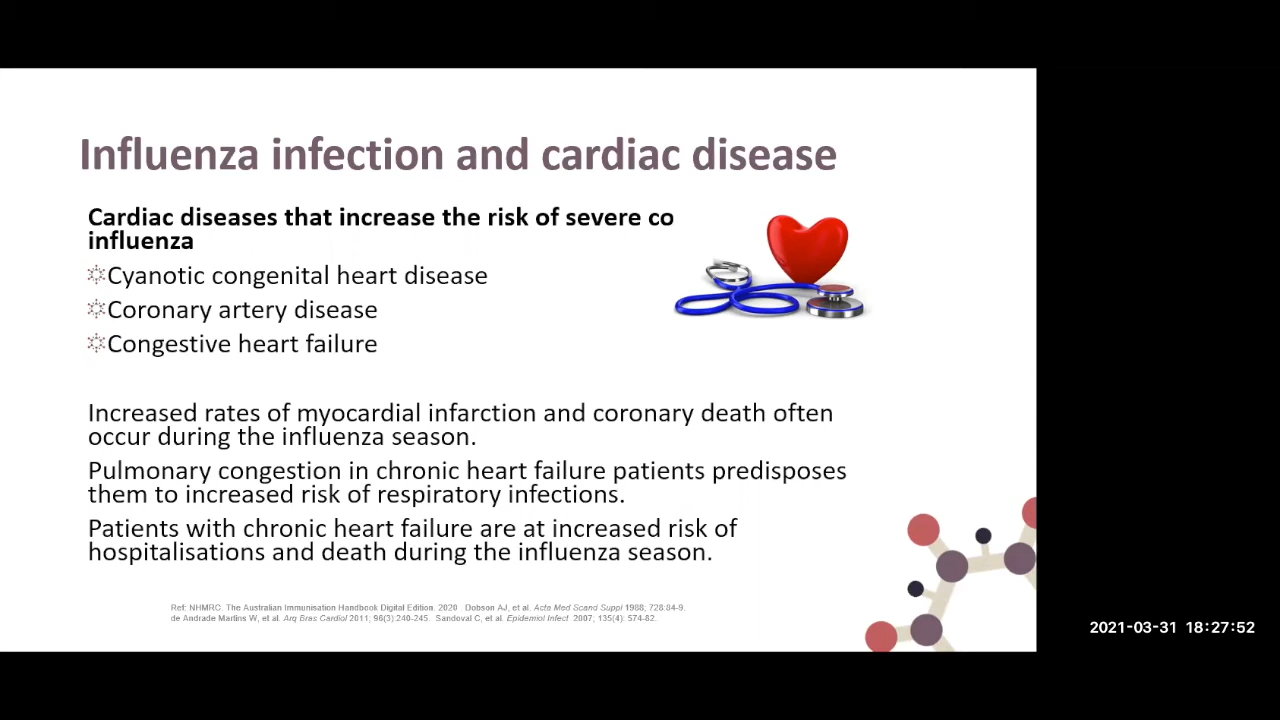 Influenza infection and cardiac disease
Cardiac diseases that increase the risk of severe co
influenza
Cyanotic congenital heart disease
Coronary artery disease
Congestive heart failure
Increased rates of myocardial infarction and coronary death often
occur during the influenza season.
Pulmonary congestion in chronic heart failure patients predisposes
them to increased risk of respiratory infections.
Patients with chronic heart failure are at increased risk of
hospitalisations and death during the influenza season.
Ref: NHMRC. The Australian Immunisation Handbook Digital Edition. 2020 . Dobson AJ, et al. Acta Med Scand Suppl 1988; 728:84-9.
de Andrade Martins W, et al. Arq Bras Cardiol 2011; 96(3):240-245. Sandoval C, et al. Epidemiol Infect 2007; 135(4): 574-82.
2021-03-31 18:27:52